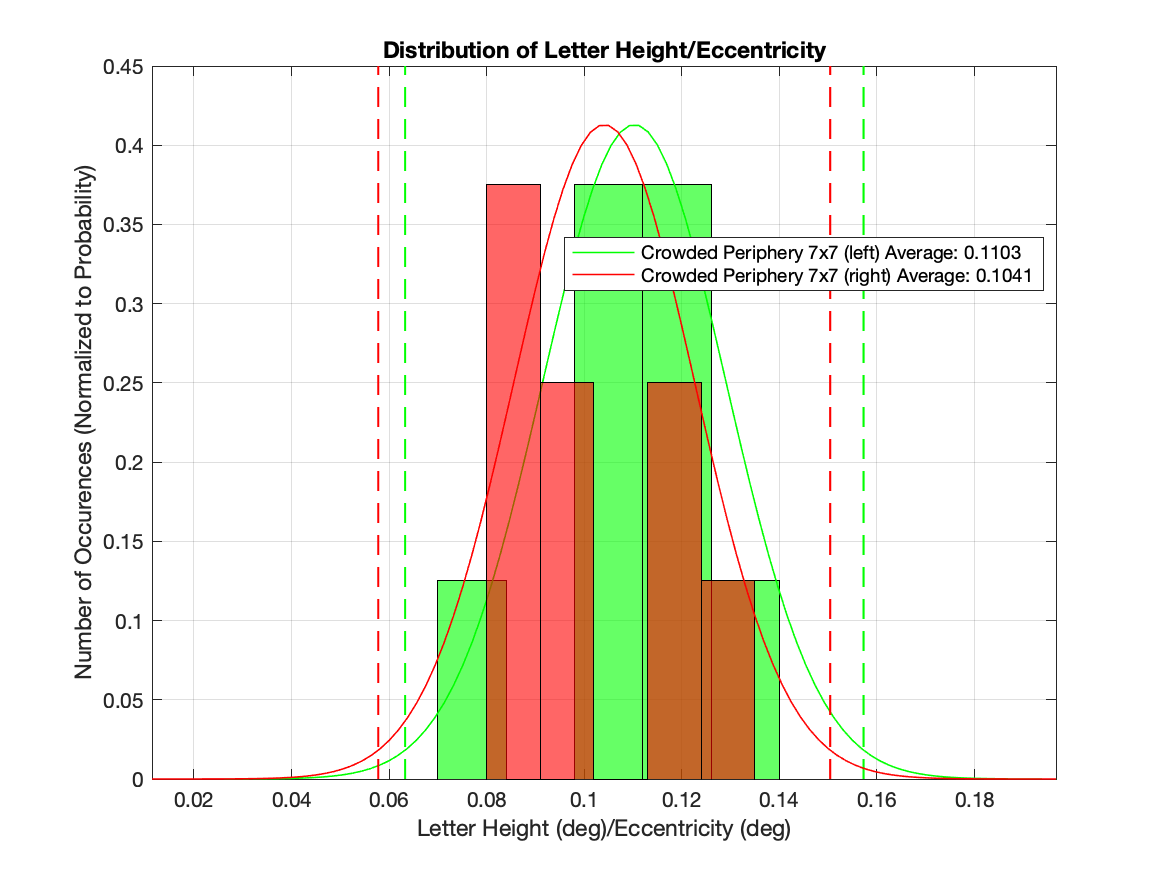 Distribution of Letter Height/Eccentricity
0.45
0.4
0.35
0.3
0.25
0.2
0.15
0.1
0.05
0
Number of Occurences (Normalized to Probability)
Crowded Periphery 7x7 (left) Average: 0.1103
Crowded Periphery 7x7 (right) Average: 0.1041
0.02 0.04 0.06 0.08 0.1 0.12 0.14 0.16 0.18
Letter Height (deg)/Eccentricity (deg)